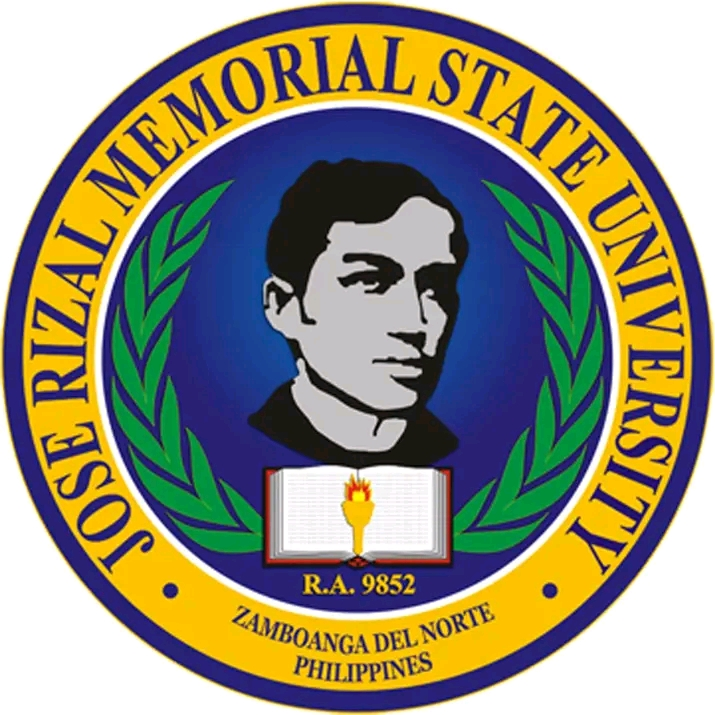 JOSE RIZAL MEMORIAL STATE UNIVERSITY
R.A. 9852
ZAMBOANGA DEL NORTE
PHILIPPINES